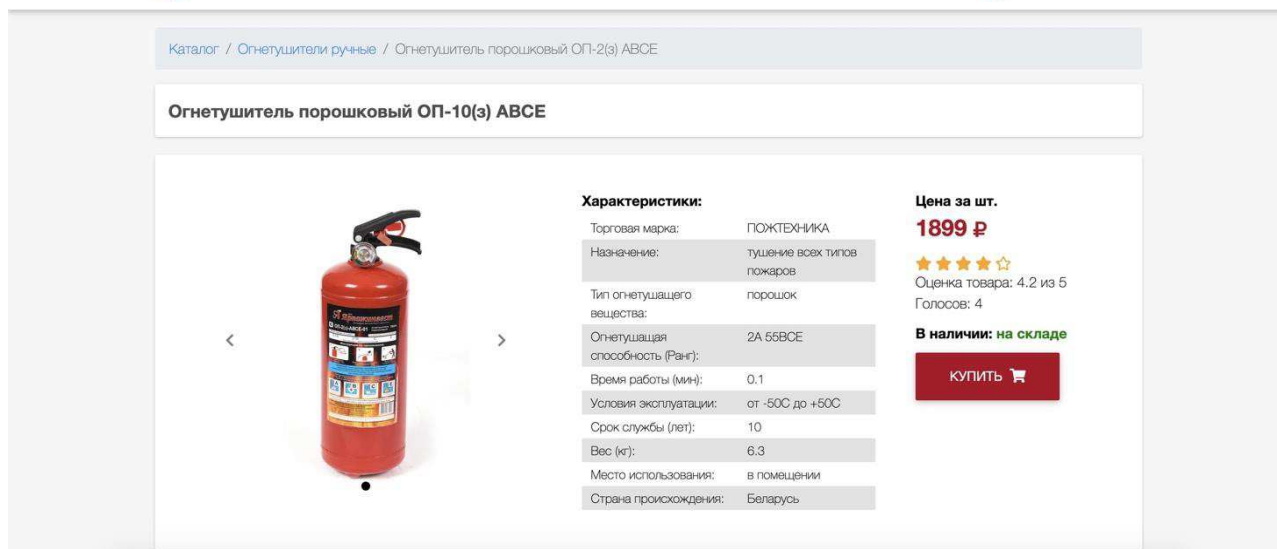 Каталог / Огнетушители ручные / Огнетушитель порошковый ОП-2(з) ABCE
Огнетушитель порошковый ОП-10(з) ABCE
Характеристики:
Торговая марка: ПОЖТЕХНИКА
Назначение: тушение всех типов
пожаров
Тип огнетушащего порошок
вещества:
Огнетушащая 2А 55ВСЕ
способность (Ранг):
Время работы (мин): 0.1
Условия эксплуатации: от -50С до +50С
Срок службы (лет): 10
Вес (кг): 6.3
Место использования: в помещении
Страна происхождения: Беларусь
Цена за шт.
1899 ₽
Оценка товара: 4.2 из 5
Голосов: 4
В наличии: на складе
КУПИТЬ
A B C E